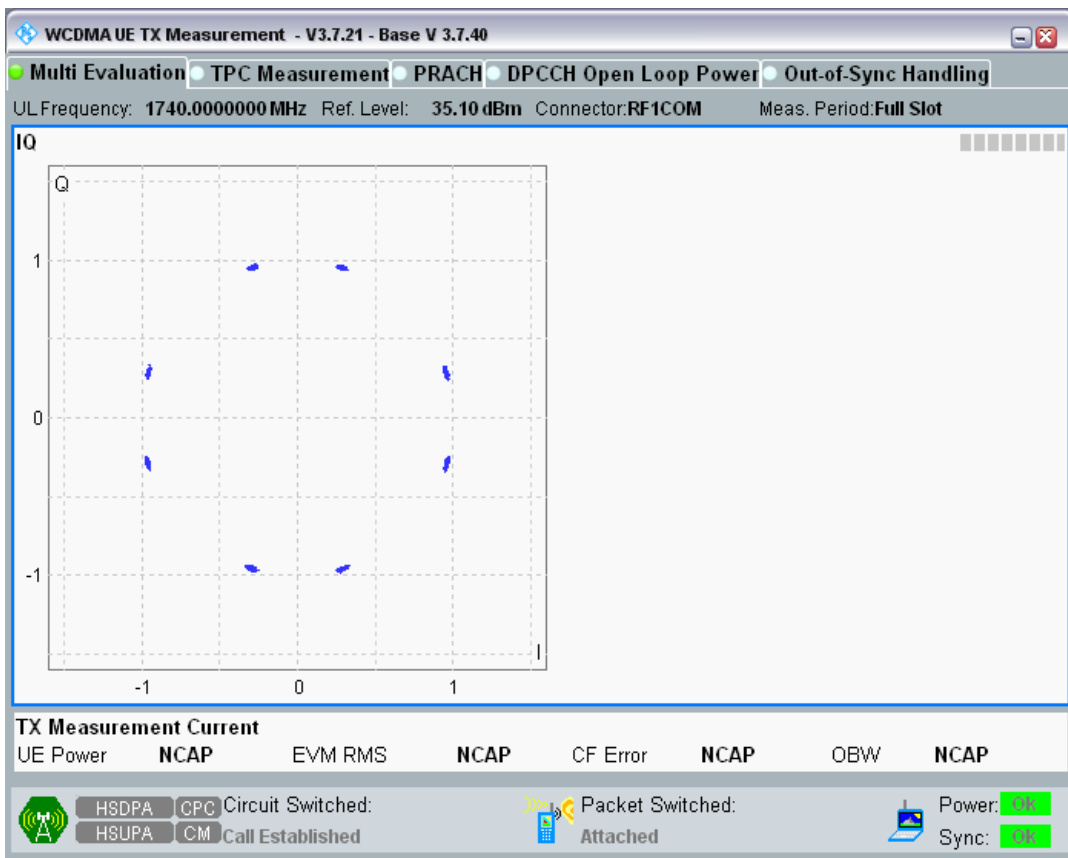 WCDMA UE TX Measurement - V3.7.21 - Base V 3.7.40
Multi Evaluation TPC Measurement PRACH DPCCH Open Loop Power Out-of-Sync Handling
UL Frequency: 1740.0000000 MHz Ref. Level: 35.10 dBm Connector:RF1COM Meas. Period:Full Slot
IQ
Q
1
0
-1
I
-1 0 1
TX Measurement Current
UE Power NCAP EVM RMS NCAP CF Error NCAP OBW NCAP
HSDPA CPC Circuit Switched: Packet Switched: Power: Ok
HSUPA CM Call Established Attached Sync: Ok